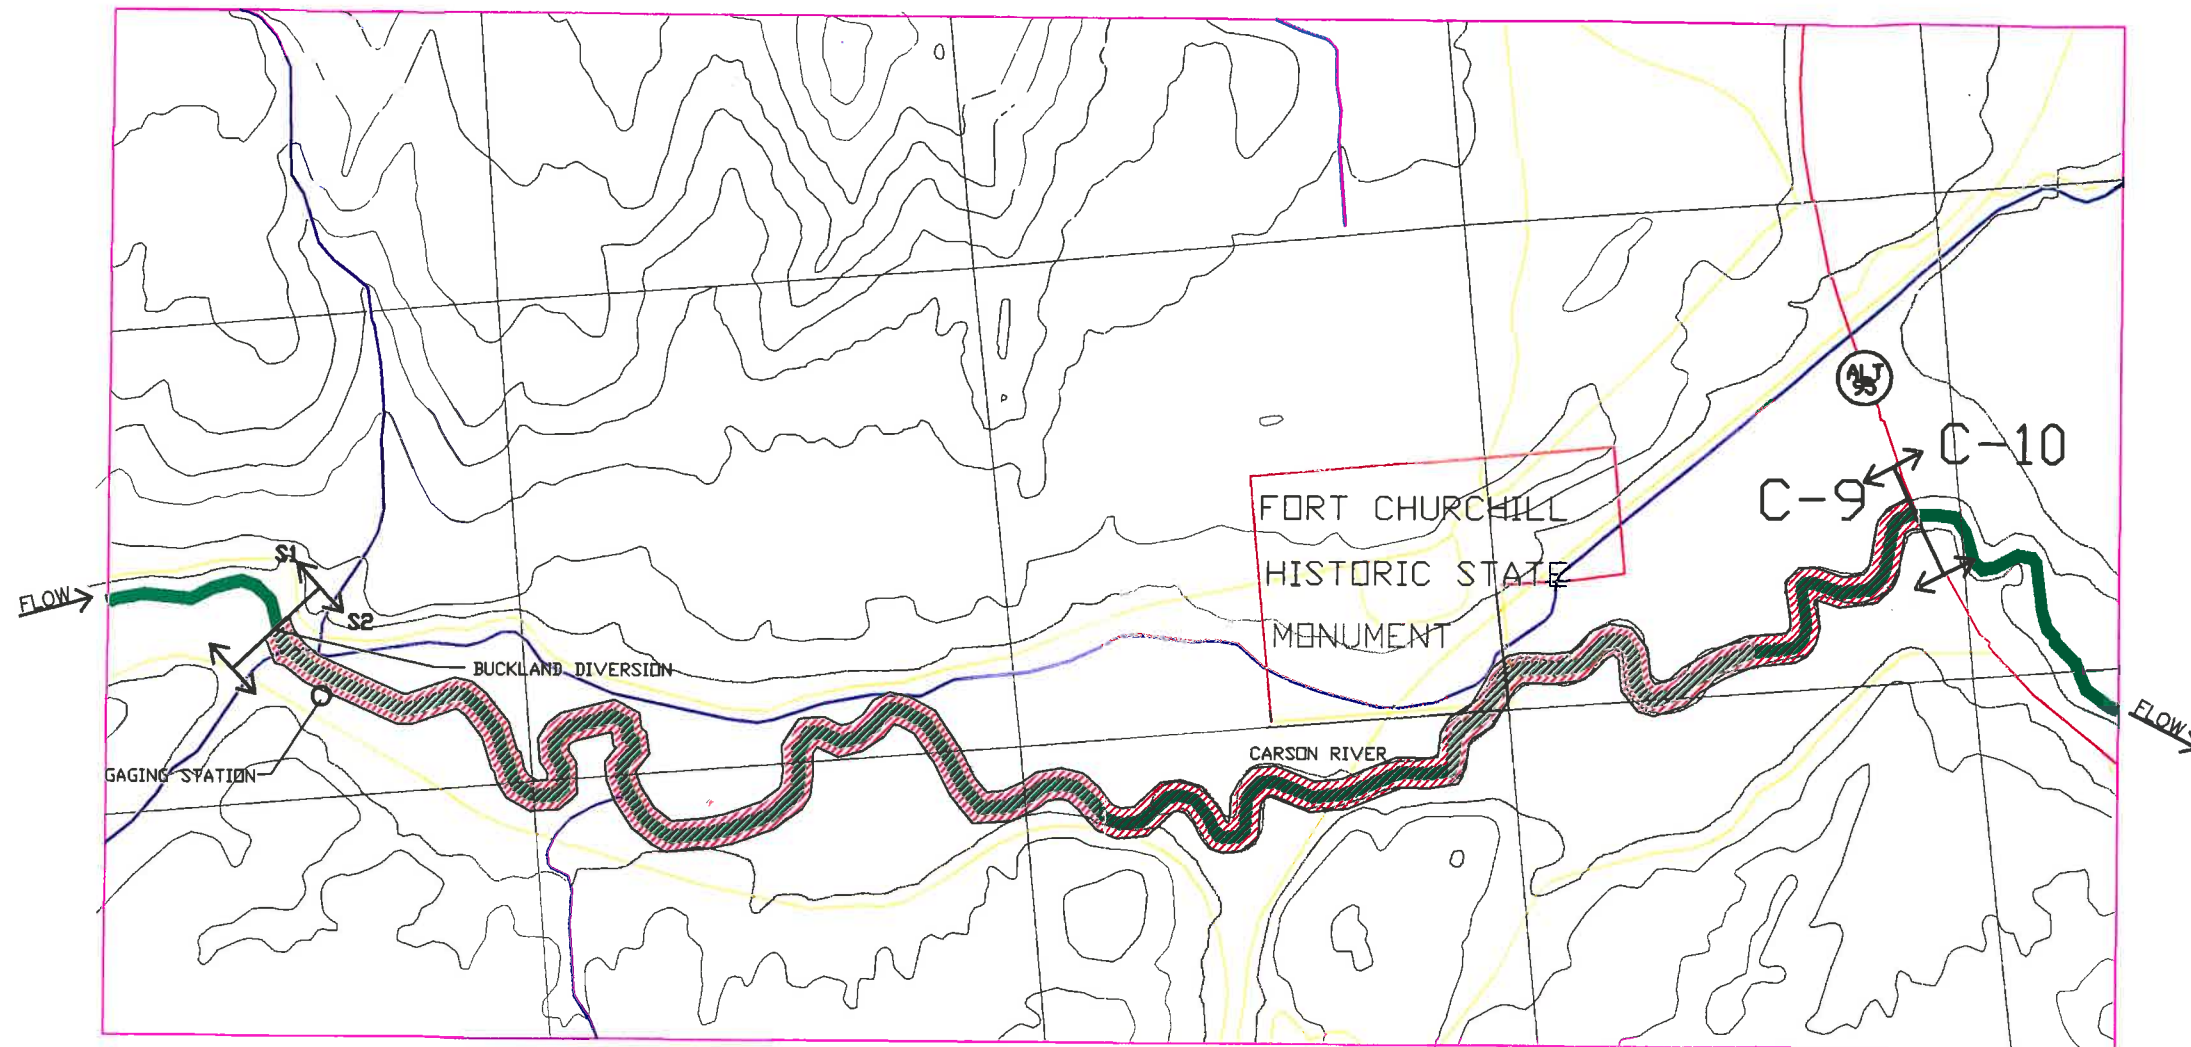 ALT
95
C-10
C-9
FORT CHURCHILL
HISTORIC STATE
MONUMENT
S1
FLOW
S2
BUCKLAND DIVERSION
FLOW
CARSON RIVER
GAGING STATION